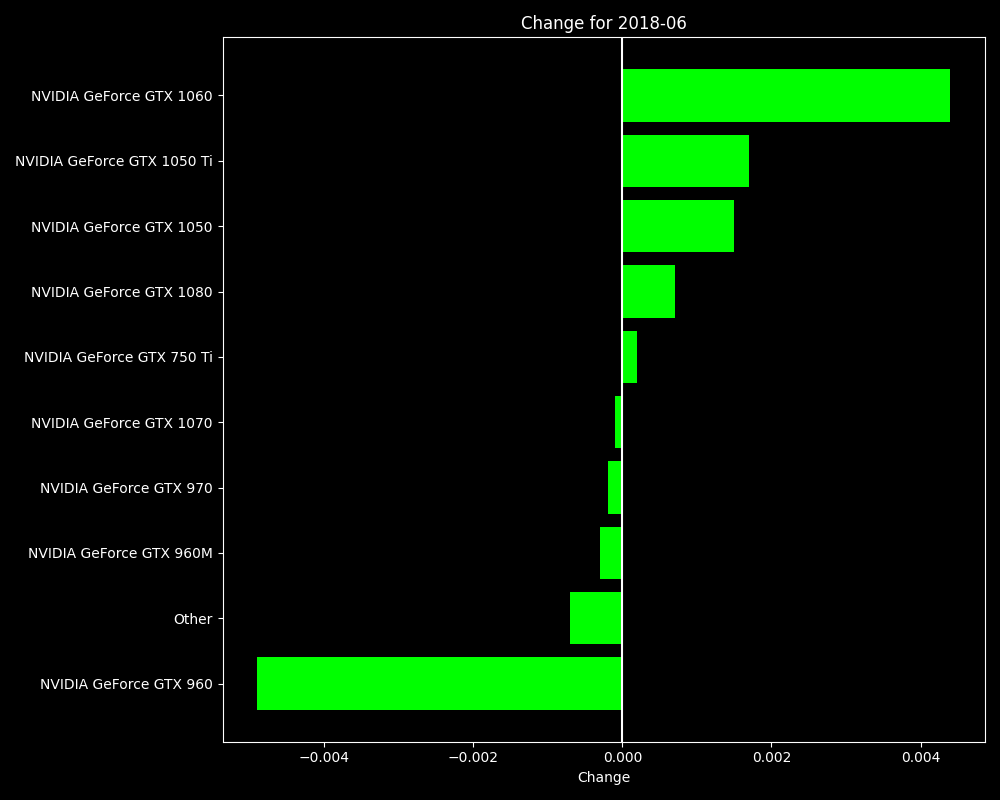 Change for 2018-06
NVIDIA GeForce GTX 1060
NVIDIA GeForce GTX 1050 Ti
NVIDIA GeForce GTX 1050
NVIDIA GeForce GTX 1080
NVIDIA GeForce GTX 750 Ti
NVIDIA GeForce GTX 1070
NVIDIA GeForce GTX 970
NVIDIA GeForce GTX 960M
Other
NVIDIA GeForce GTX 960
−0.004 −0.002 0.000 0.002 0.004
Change